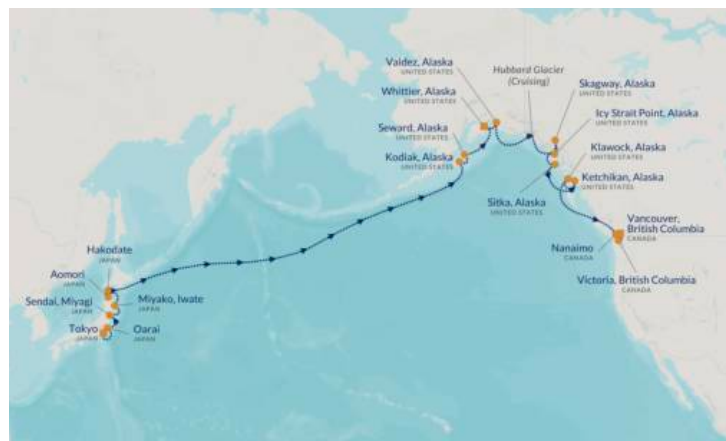 Valdez, Alaska
UNITED STATES
Hubbard Glacier
(Cruising)
Skagway, Alaska
UNITED STATES
Whittier, Alaska
UNITED STATES
Icy Strait Point, Alaska
UNITED STATES
Seward, Alaska
UNITED STATES
Klawock, Alaska
UNITED STATES
Kodiak, Alaska
UNITED STATES
Ketchikan, Alaska
UNITED STATES
Sitka, Alaska
UNITED STATES
Vancouver,
British Columbia
CANADA
Nanaimo
CANADA
Victoria, British Columbia
CANADA
Hakodate
JAPAN
Aomori
JAPAN
Sendai, Miyagi
JAPAN
Miyako, Iwate
JAPAN
Tokyo
JAPAN
Oarai
JAPAN